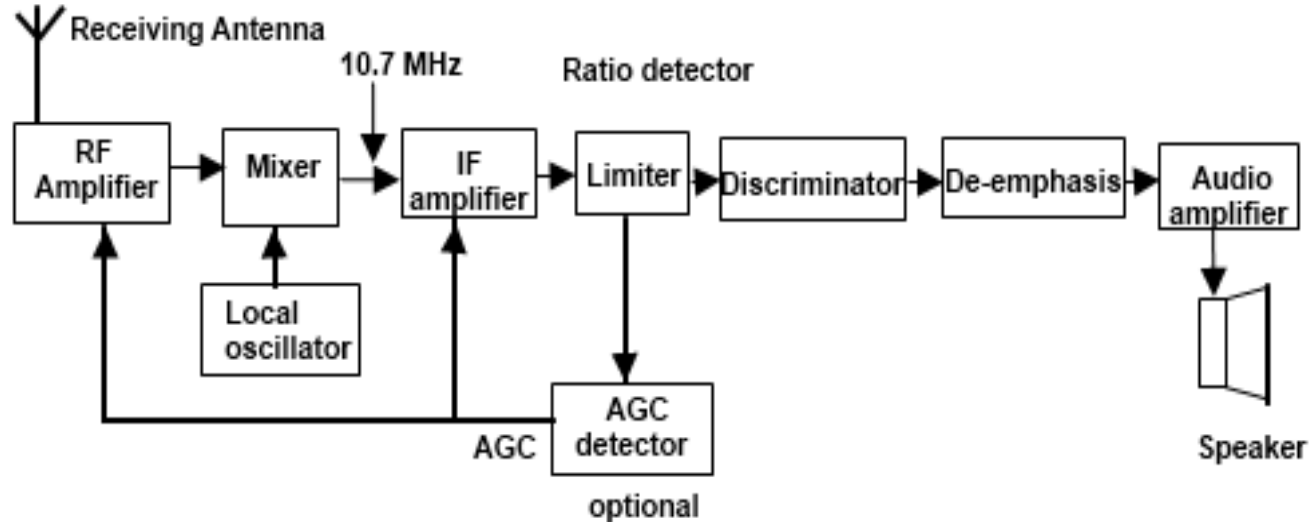 Receiving Antenna
10.7 MHz
Ratio detector
RF
Amplifier
Mixer
IF
amplifier
Limiter
Discriminator
De-emphasis
Audio
amplifier
Local
oscillator
AGC
AGC
detector
optional
Speaker